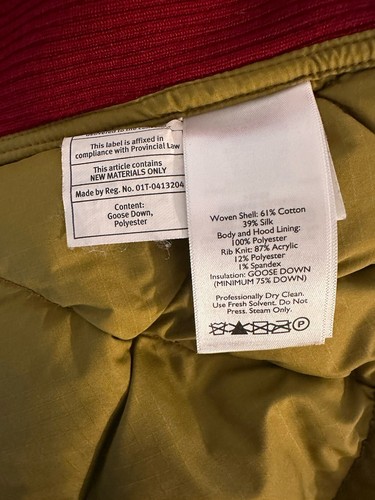 This label is affixed in
compliance with Provincial Law
This article contains
NEW MATERIALS ONLY
Made by Reg. No. 01T-0413204
Content:
Goose Down,
Polyester
Woven Shell: 61% Cotton
39% Silk
Body and Hood Lining:
100% Polyester
Rib Knit: 87% Acrylic
12% Polyester
1% Spandex
Insulation: GOOSE DOWN
(MINIMUM 75% DOWN)
Professionally Dry Clean.
Use Fresh Solvent. Do Not
Press. Steam Only.
P